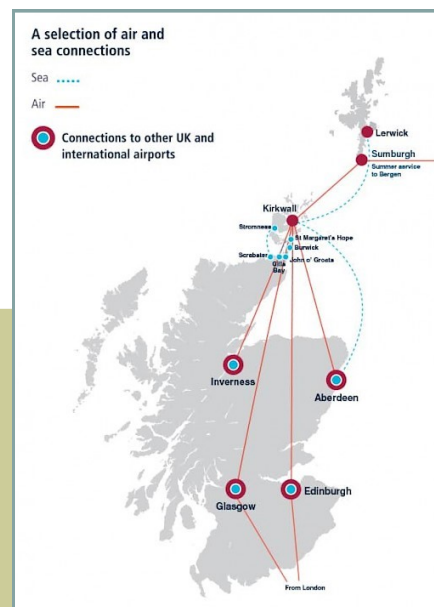 A selection of air and
sea connections
Sea
Air
Connections to other UK and
international airports
Lerwick
Sumburgh
Summer service
to Bergen
Kirkwall
Stromness
St Margaret's Hope
Burwick
Scrabster
Gills
Bay
John o' Groats
Inverness
Aberdeen
Glasgow
Edinburgh
From London